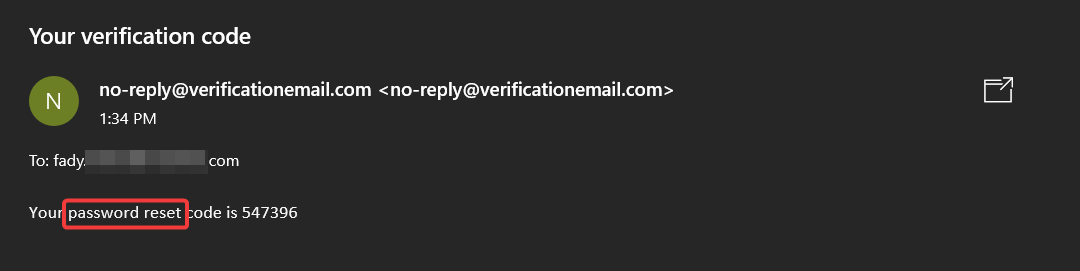 Your verification code
N
no-reply@verificationemail.com <no-reply@verificationemail.com>
1:34 PM
To: fady. com
Your password reset code is 547396